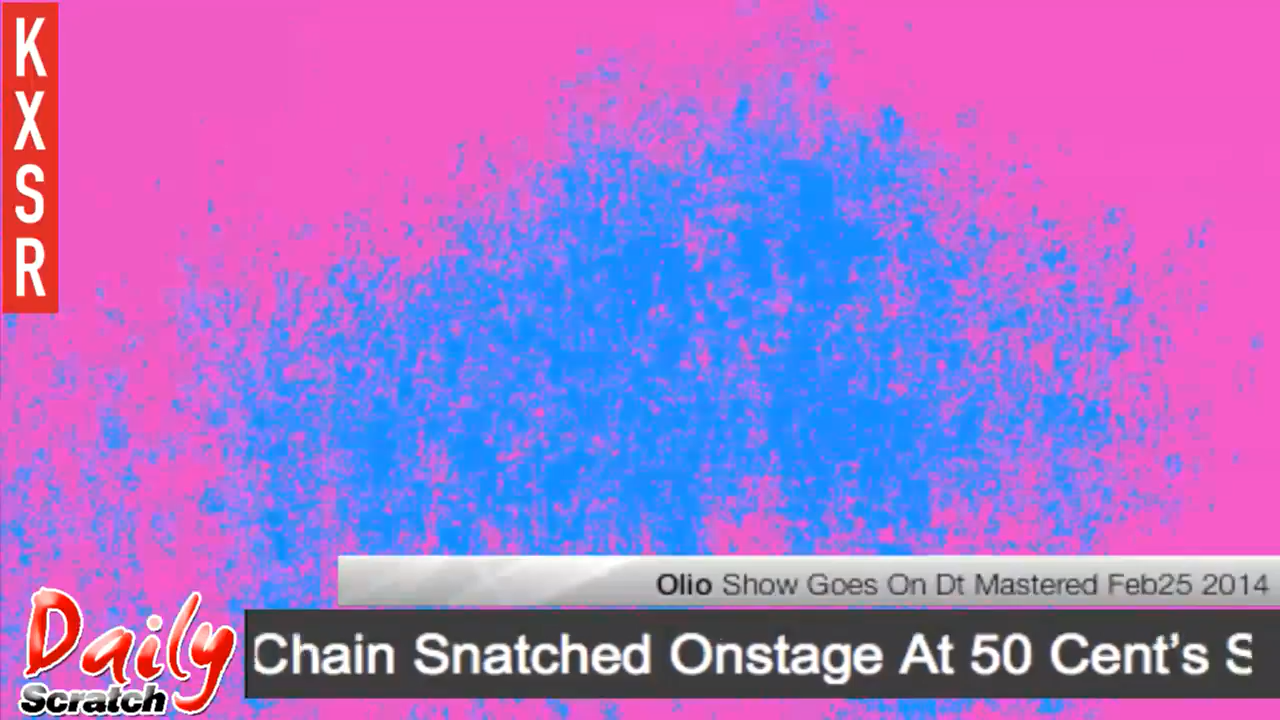 KXSR
Olio Show Goes On Dt Mastered Feb25 2014
Daily
Scratch
Chain Snatched Onstage At 50 Cent's S